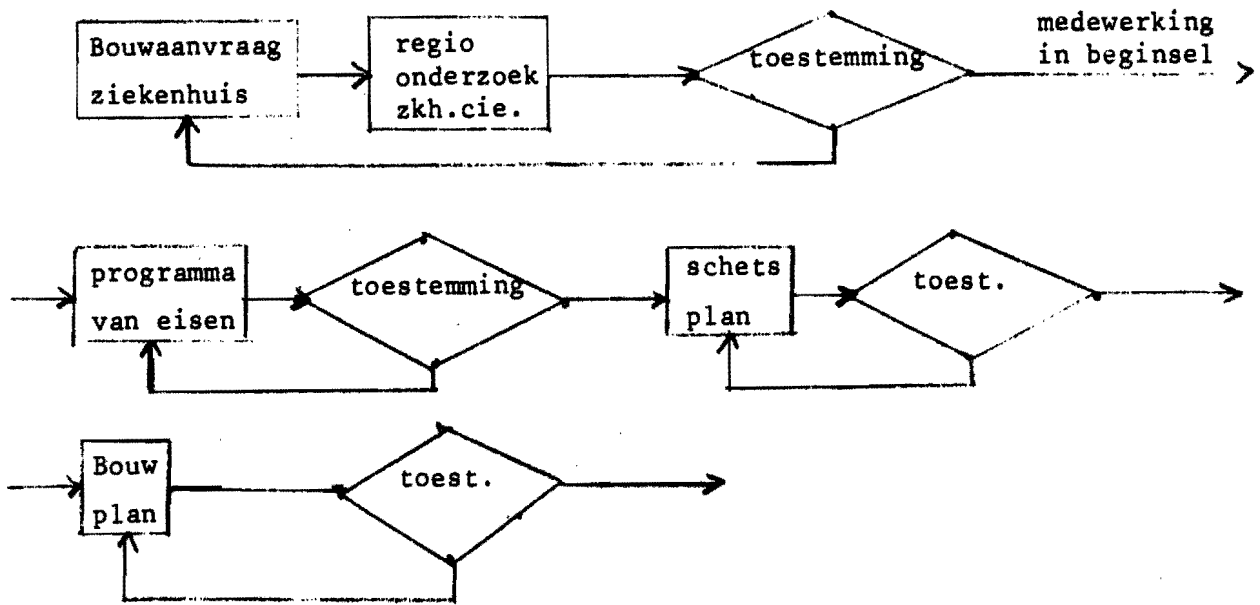 Bouwaanvraag
ziekenhuis
regio
onderzoek
zkh.cie.
toestemming
medewerking
in beginsel
programma
van eisen
toestemming
schets
plan
toest.
Bouw
plan
toest.